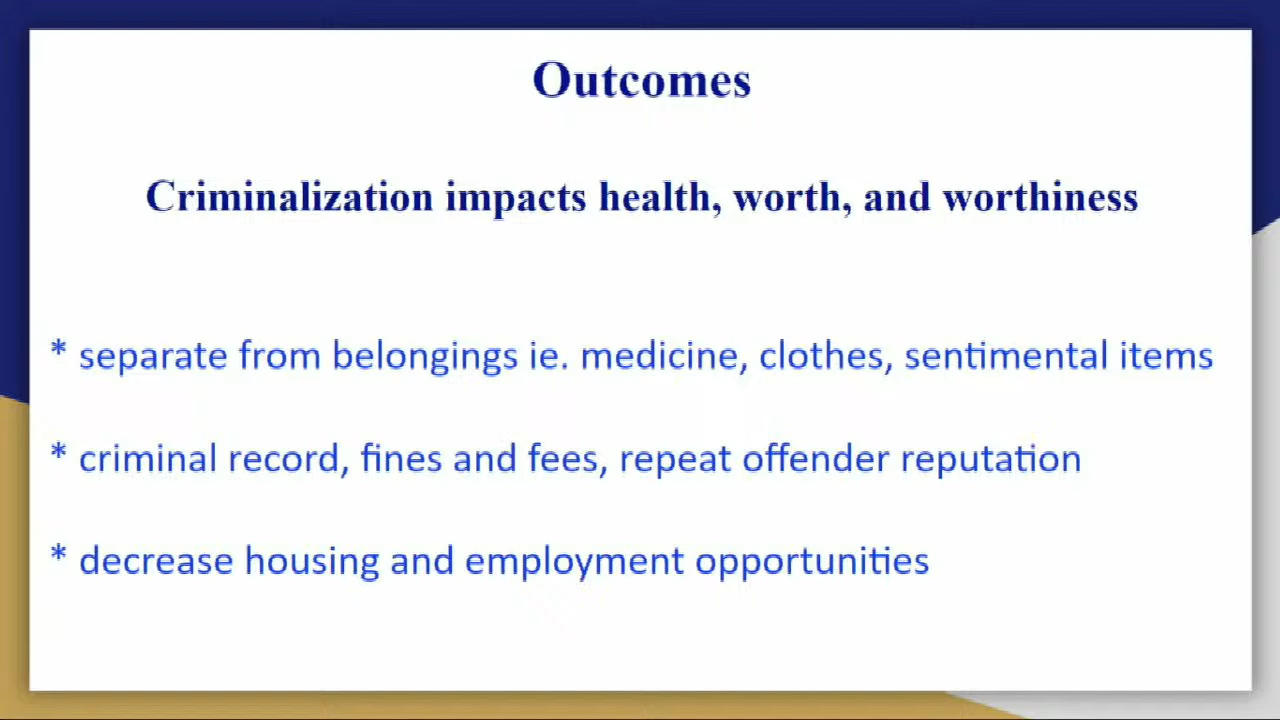 Outcomes
Criminalization impacts health, worth, and worthiness
* separate from belongings ie. medicine, clothes, sentimental items
* criminal record, fines and fees, repeat offender reputation
* decrease housing and employment opportunities